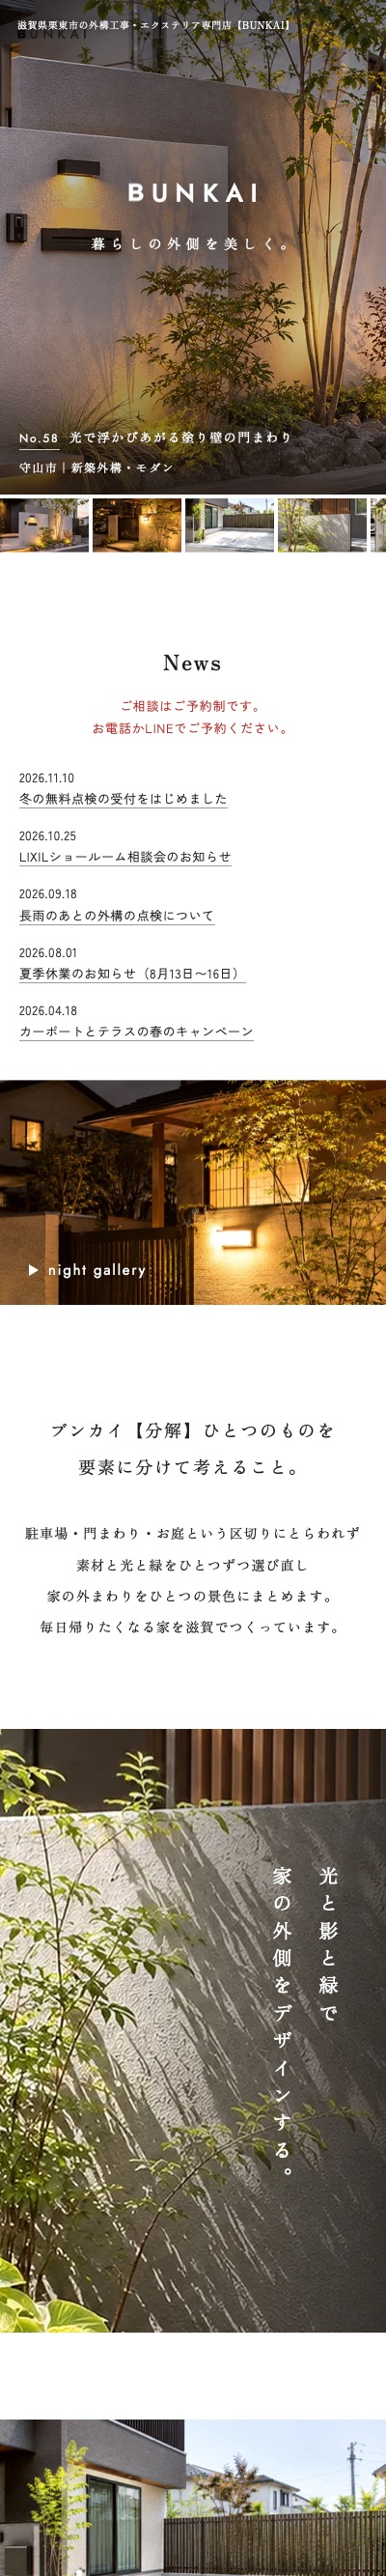 滋賀県栗東市の外構工事・エクステリア専門店【BUNKAI】
BUNKAI
BUNKAI
暮らしの外側を美しく。
No.58 光で浮かびあがる塗り壁の門まわり
守山市｜新築外構・モダン
News
ご相談はご予約制です。
お電話かLINEでご予約ください。
2026.11.10
冬の無料点検の受付をはじめました
2026.10.25
LIXILショールーム相談会のお知らせ
2026.09.18
長雨のあとの外構の点検について
2026.08.01
夏季休業のお知らせ（8月13日〜16日）
2026.04.18
カーポートとテラスの春のキャンペーン
▶ night gallery
ブンカイ【分解】ひとつのものを
要素に分けて考えること。
駐車場・門まわり・お庭という区切りにとらわれず
素材と光と緑をひとつずつ選び直し
家の外まわりをひとつの景色にまとめます。
毎日帰りたくなる家を滋賀でつくっています。
光と影と緑で
家の外側をデザインする。